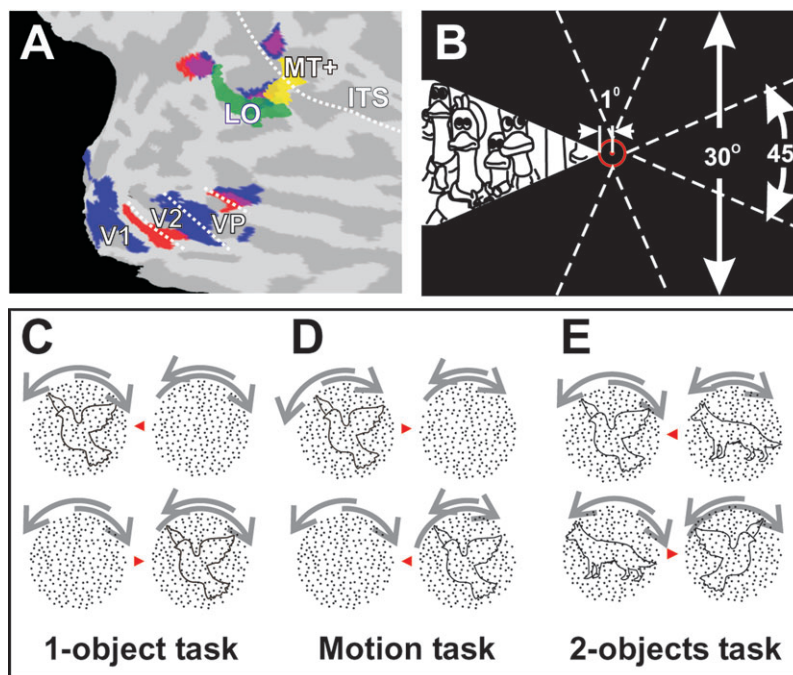 A
MT+
ITS
LO
V1
V2
VP
B
1°
30°
45
C
D
E
1-object task
Motion task
2-objects task